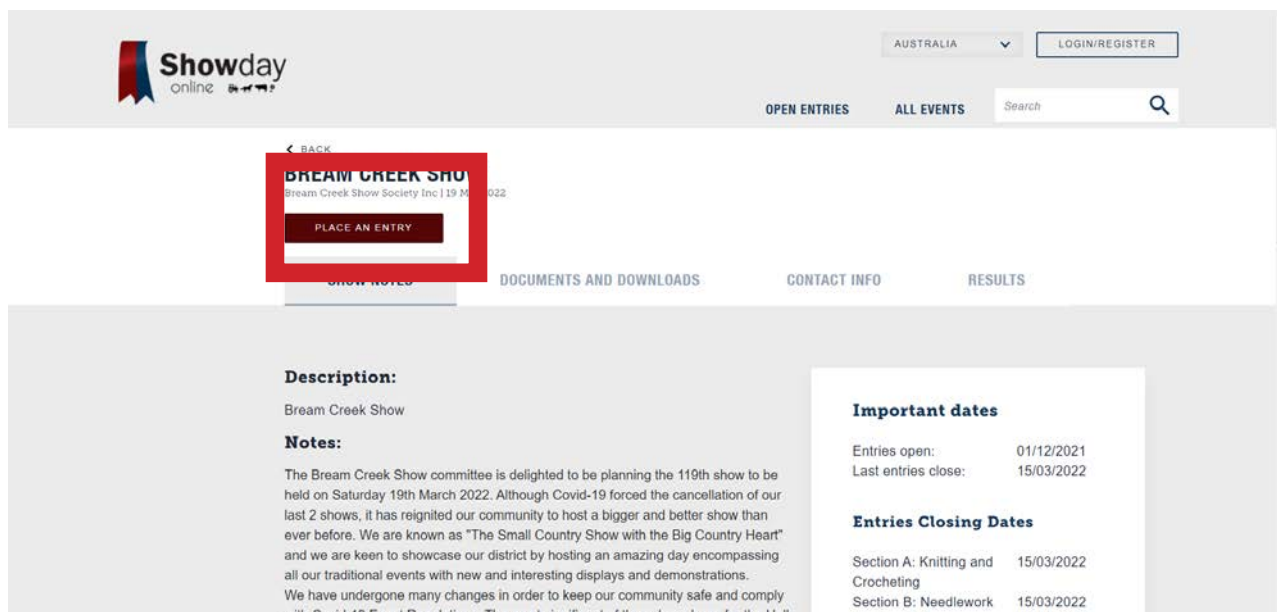 Showday
online
AUSTRALIA
LOGIN/REGISTER
OPEN ENTRIES
ALL EVENTS
Search
BACK
BREAM CREEK SHOW
Bream Creek Show Society Inc | 19 M 022
PLACE AN ENTRY
SHOW NOTES
DOCUMENTS AND DOWNLOADS
CONTACT INFO
RESULTS
Description:
Bream Creek Show
Notes:
The Bream Creek Show committee is delighted to be planning the 119th show to be
held on Saturday 19th March 2022. Although Covid-19 forced the cancellation of our
last 2 shows, it has reignited our community to host a bigger and better show than
ever before. We are known as "The Small Country Show with the Big Country Heart"
and we are keen to showcase our district by hosting an amazing day encompassing
all our traditional events with new and interesting displays and demonstrations.
We have undergone many changes in order to keep our community safe and comply
Important dates
Entries open: 01/12/2021
Last entries close: 15/03/2022
Entries Closing Dates
Section A: Knitting and 15/03/2022
Crocheting
Section B: Needlework 15/03/2022